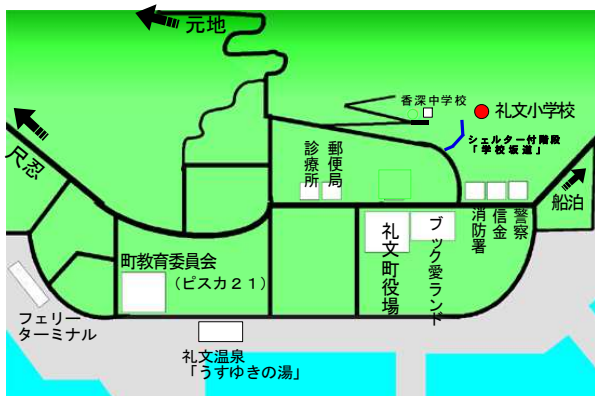 元地
香深中学校
礼文小学校
シェルター付階段
「学校坂道」
尺忍
診療所
郵便局
船泊
消防署
信金
警察
礼文町役場
ブック愛ランド
町教育委員会
(ピスカ21)
フェリー
ターミナル
礼文温泉
「うすゆきの湯」